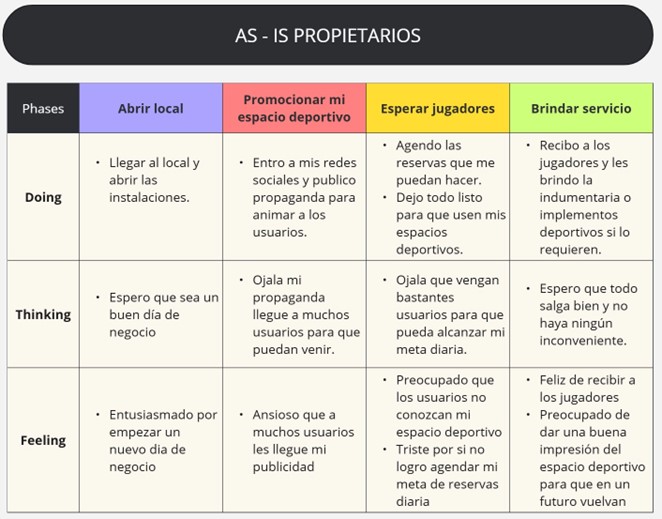 AS - IS PROPIETARIOS
Phases
Abrir local
Promocionar mi
espacio deportivo
Esperar jugadores
Brindar servicio
Doing
• Llegar al local y
abrir las
instalaciones.
• Entro a mis redes
sociales y publico
propaganda para
animar a los
usuarios.
• Agendo las
reservas que me
puedan hacer.
• Dejo todo listo
para que usen mis
espacios
deportivos.
• Recibo a los
jugadores y les
brindo la
indumentaria o
implementos
deportivos si lo
requieren.
Thinking
• Espero que sea un
buen día de
negocio
• Ojala mi
propaganda
llegue a muchos
usuarios para que
puedan venir.
• Ojala que vengan
bastantes
usuarios para que
pueda alcanzar mi
meta diaria.
• Espero que todo
salga bien y no
haya ningún
inconveniente.
Feeling
• Entusiasmado por
empezar un
nuevo dia de
negocio
• Ansioso que a
muchos usuarios
les llegue mi
publicidad
• Preocupado que
los usuarios no
conozcan mi
espacio deportivo
• Triste por si no
logro agendar mi
meta de reservas
diaria
• Feliz de recibir a
los jugadores
• Preocupado de
dar una buena
impresión del
espacio deportivo
para que en un
futuro vuelvan